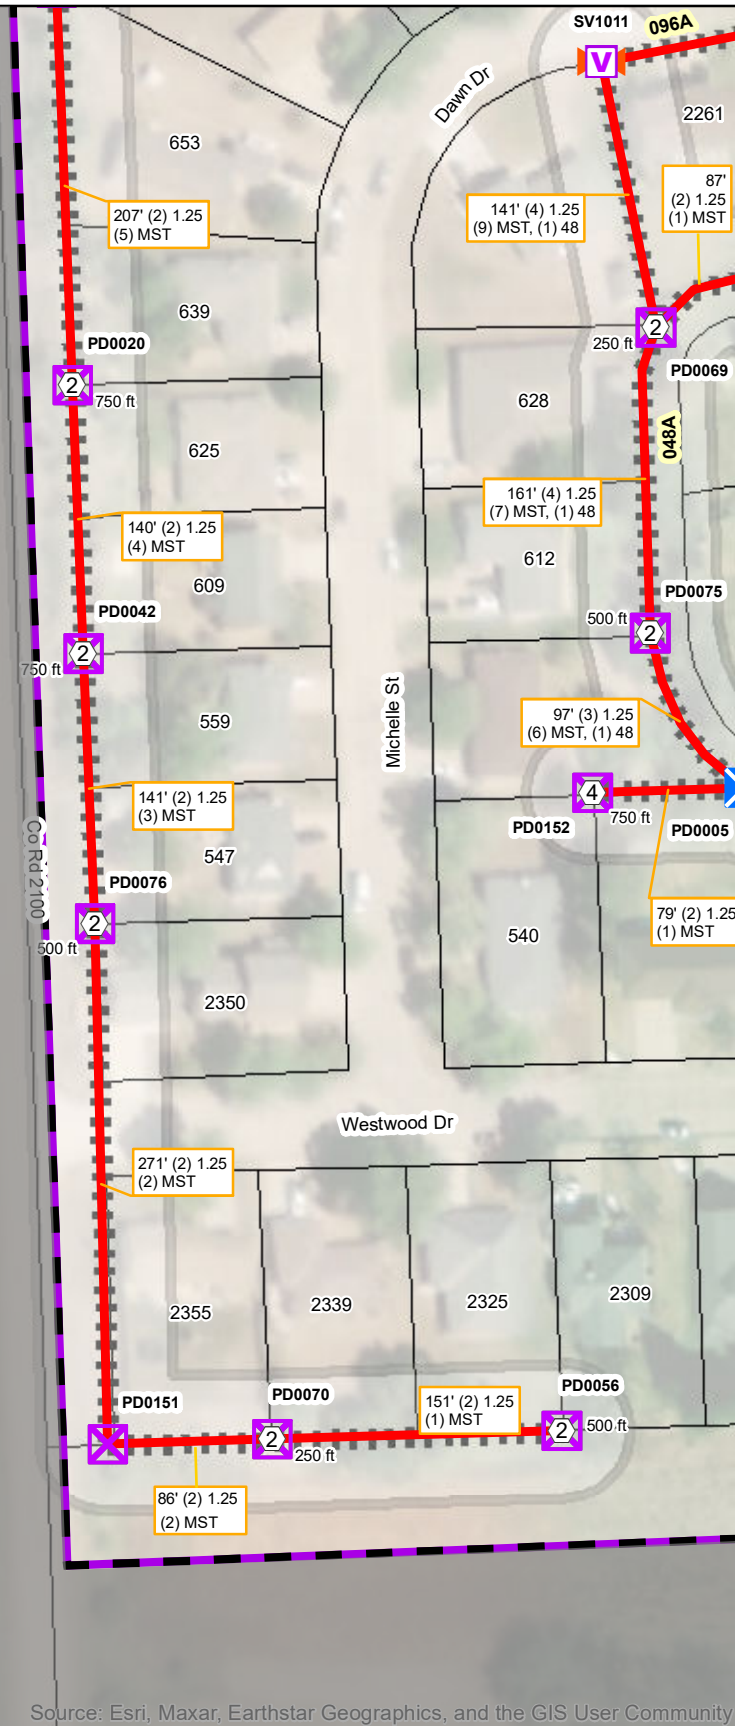 SV1011
096A
Dawn Dr
2261
653
87'
(2) 1.25
(1) MST
141' (4) 1.25
(9) MST, (1) 48
207' (2) 1.25
(5) MST
639
2
250 ft
PD0020
PD0069
2
750 ft
628
048A
625
161' (4) 1.25
(7) MST, (1) 48
140' (2) 1.25
(4) MST
612
609
PD0075
PD0042
500 ft
2
2
750 ft
Michelle St
559
97' (3) 1.25
(6) MST, (1) 48
141' (2) 1.25
(3) MST
4
750 ft
PD0152
PD0005
547
Co Rd 2100
PD0076
79' (2) 1.25
(1) MST
2
500 ft
540
2350
Westwood Dr
271' (2) 1.25
(2) MST
2355
2339
2325
2309
PD0151
PD0070
PD0056
151' (2) 1.25
(1) MST
2
500 ft
2
250 ft
86' (2) 1.25
(2) MST
Source: Esri, Maxar, Earthstar Geographics, and the GIS User Community